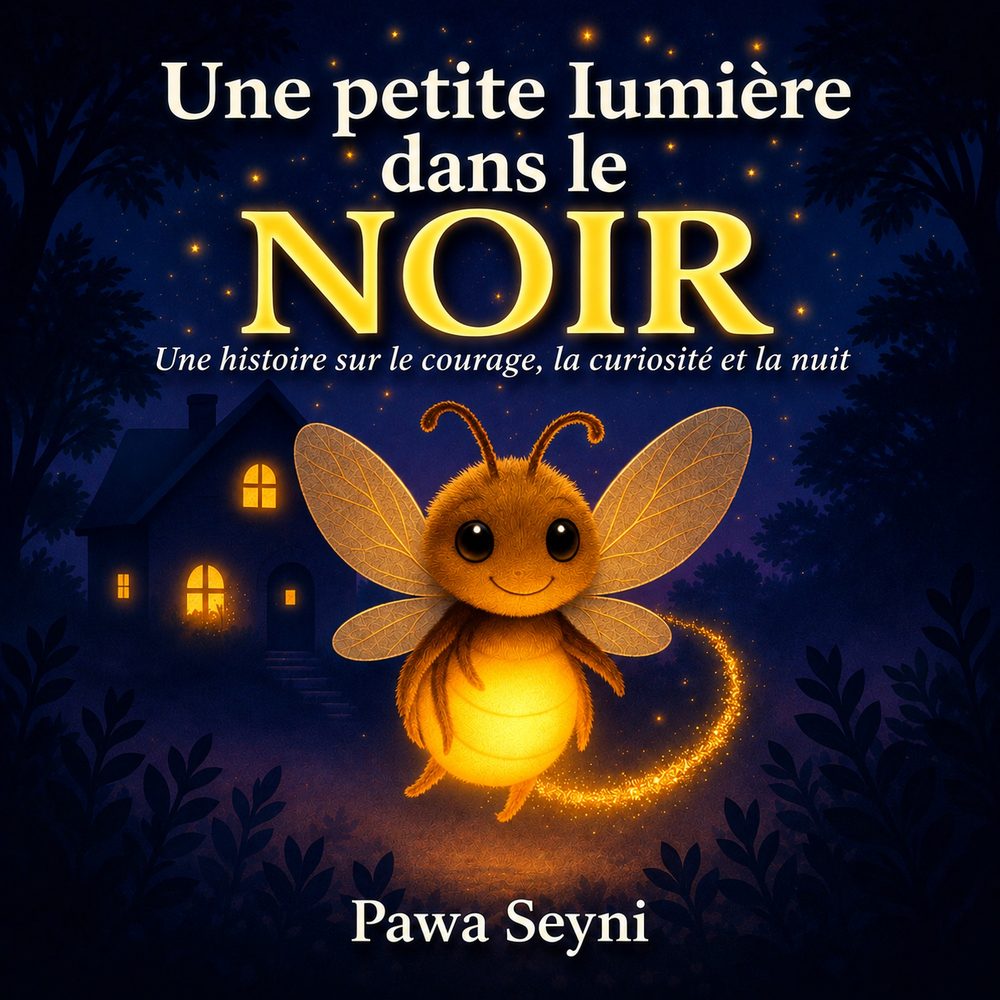 Une petite lumière
dans le
NOIR
Une histoire sur le courage, la curiosité et la nuit
Pawa Seyni